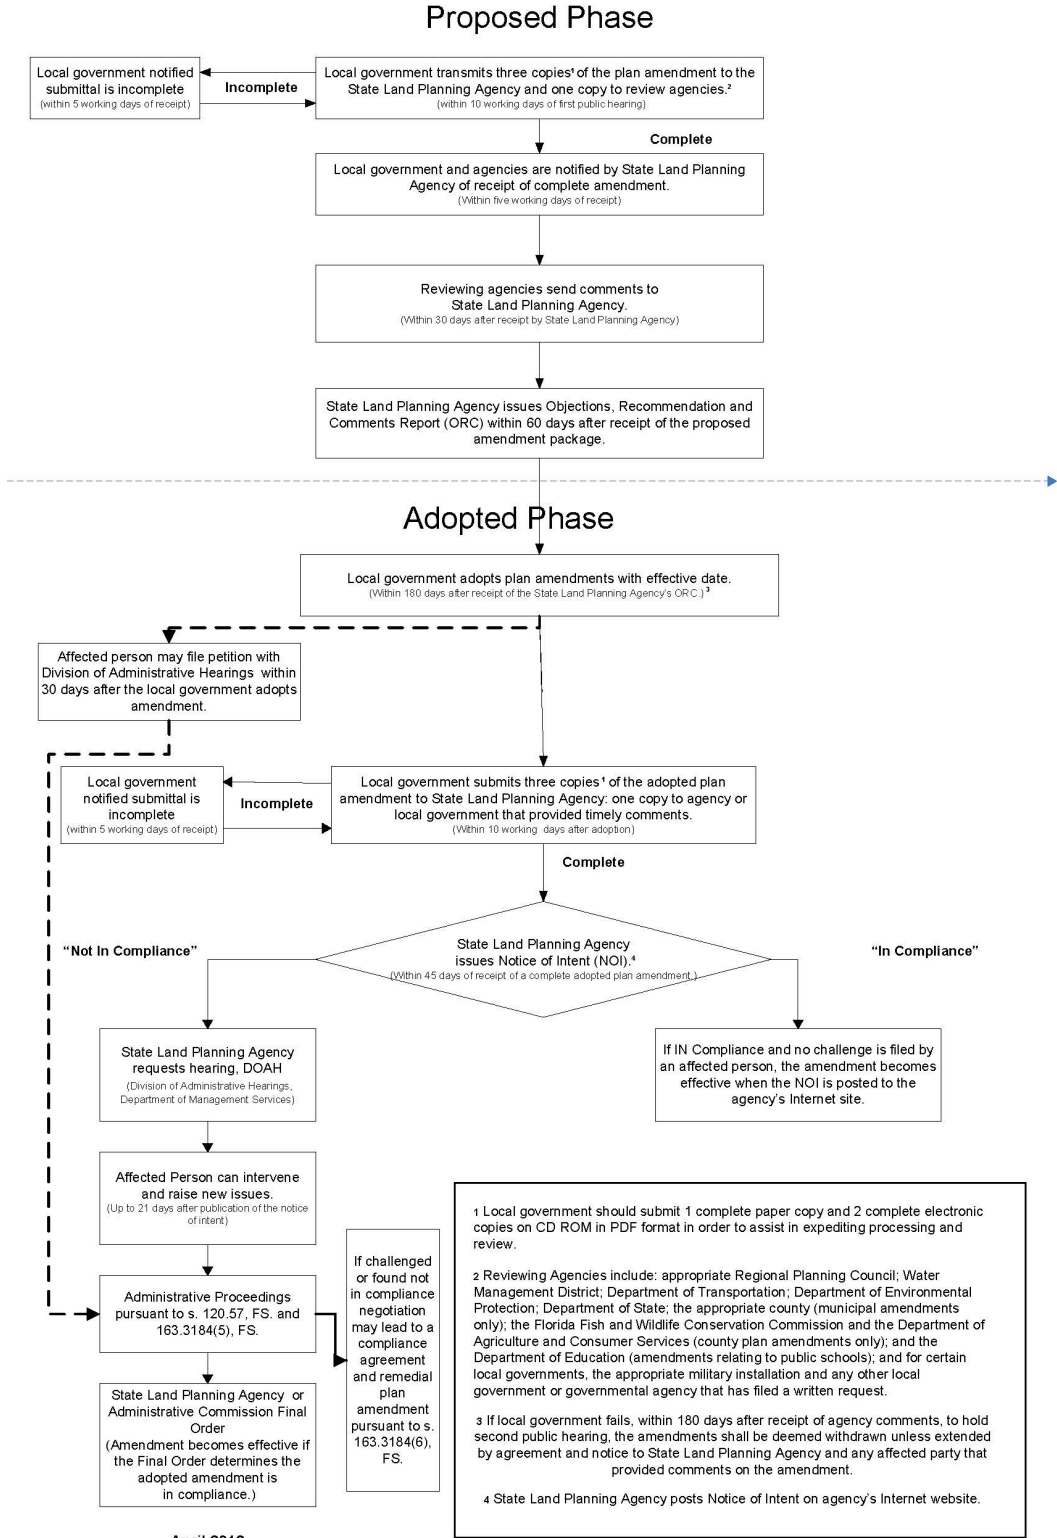 Proposed Phase
Local government notified
submittal is incomplete
(within 5 working days of receipt)
Incomplete
Local government transmits three copies¹ of the plan amendment to the
State Land Planning Agency and one copy to review agencies.²
(within 10 working days of first public hearing)
Complete
Local government and agencies are notified by State Land Planning
Agency of receipt of complete amendment.
(Within five working days of receipt)
Reviewing agencies send comments to
State Land Planning Agency.
(Within 30 days after receipt by State Land Planning Agency)
State Land Planning Agency issues Objections, Recommendation and
Comments Report (ORC) within 60 days after receipt of the proposed
amendment package.
Adopted Phase
Local government adopts plan amendments with effective date.
(Within 180 days after receipt of the State Land Planning Agency's ORC.) ³
Affected person may file petition with
Division of Administrative Hearings within
30 days after the local government adopts
amendment.
Local government
notified submittal is
incomplete
(within 5 working days of receipt)
Incomplete
Local government submits three copies ¹ of the adopted plan
amendment to State Land Planning Agency: one copy to agency or
local government that provided timely comments.
(Within 10 working days after adoption)
Complete
"Not In Compliance"
State Land Planning Agency
issues Notice of Intent (NOI).⁴
(Within 45 days of receipt of a complete adopted plan amendment.)
"In Compliance"
State Land Planning Agency
requests hearing, DOAH
(Division of Administrative Hearings,
Department of Management Services)
If IN Compliance and no challenge is filed by
an affected person, the amendment becomes
effective when the NOI is posted to the
agency's Internet site.
Affected Person can intervene
and raise new issues.
(Up to 21 days after publication of the notice
of intent)
Administrative Proceedings
pursuant to s. 120.57, FS. and
163.3184(5), FS.
State Land Planning Agency or
Administrative Commission Final
Order
(Amendment becomes effective if
the Final Order determines the
adopted amendment is
in compliance.)
If challenged
or found not
in compliance
negotiation
may lead to a
compliance
agreement
and remedial
plan
amendment
pursuant to s.
163.3184(6),
FS.
1 Local government should submit 1 complete paper copy and 2 complete electronic
copies on CD ROM in PDF format in order to assist in expediting processing and
review.
2 Reviewing Agencies include: appropriate Regional Planning Council; Water
Management District; Department of Transportation; Department of Environmental
Protection; Department of State; the appropriate county (municipal amendments
only); the Florida Fish and Wildlife Conservation Commission and the Department of
Agriculture and Consumer Services (county plan amendments only); and the
Department of Education (amendments relating to public schools); and for certain
local governments, the appropriate military installation and any other local
government or governmental agency that has filed a written request.
3 If local government fails, within 180 days after receipt of agency comments, to hold
second public hearing, the amendments shall be deemed withdrawn unless extended
by agreement and notice to State Land Planning Agency and any affected party that
provided comments on the amendment.
4 State Land Planning Agency posts Notice of Intent on agency's Internet website.